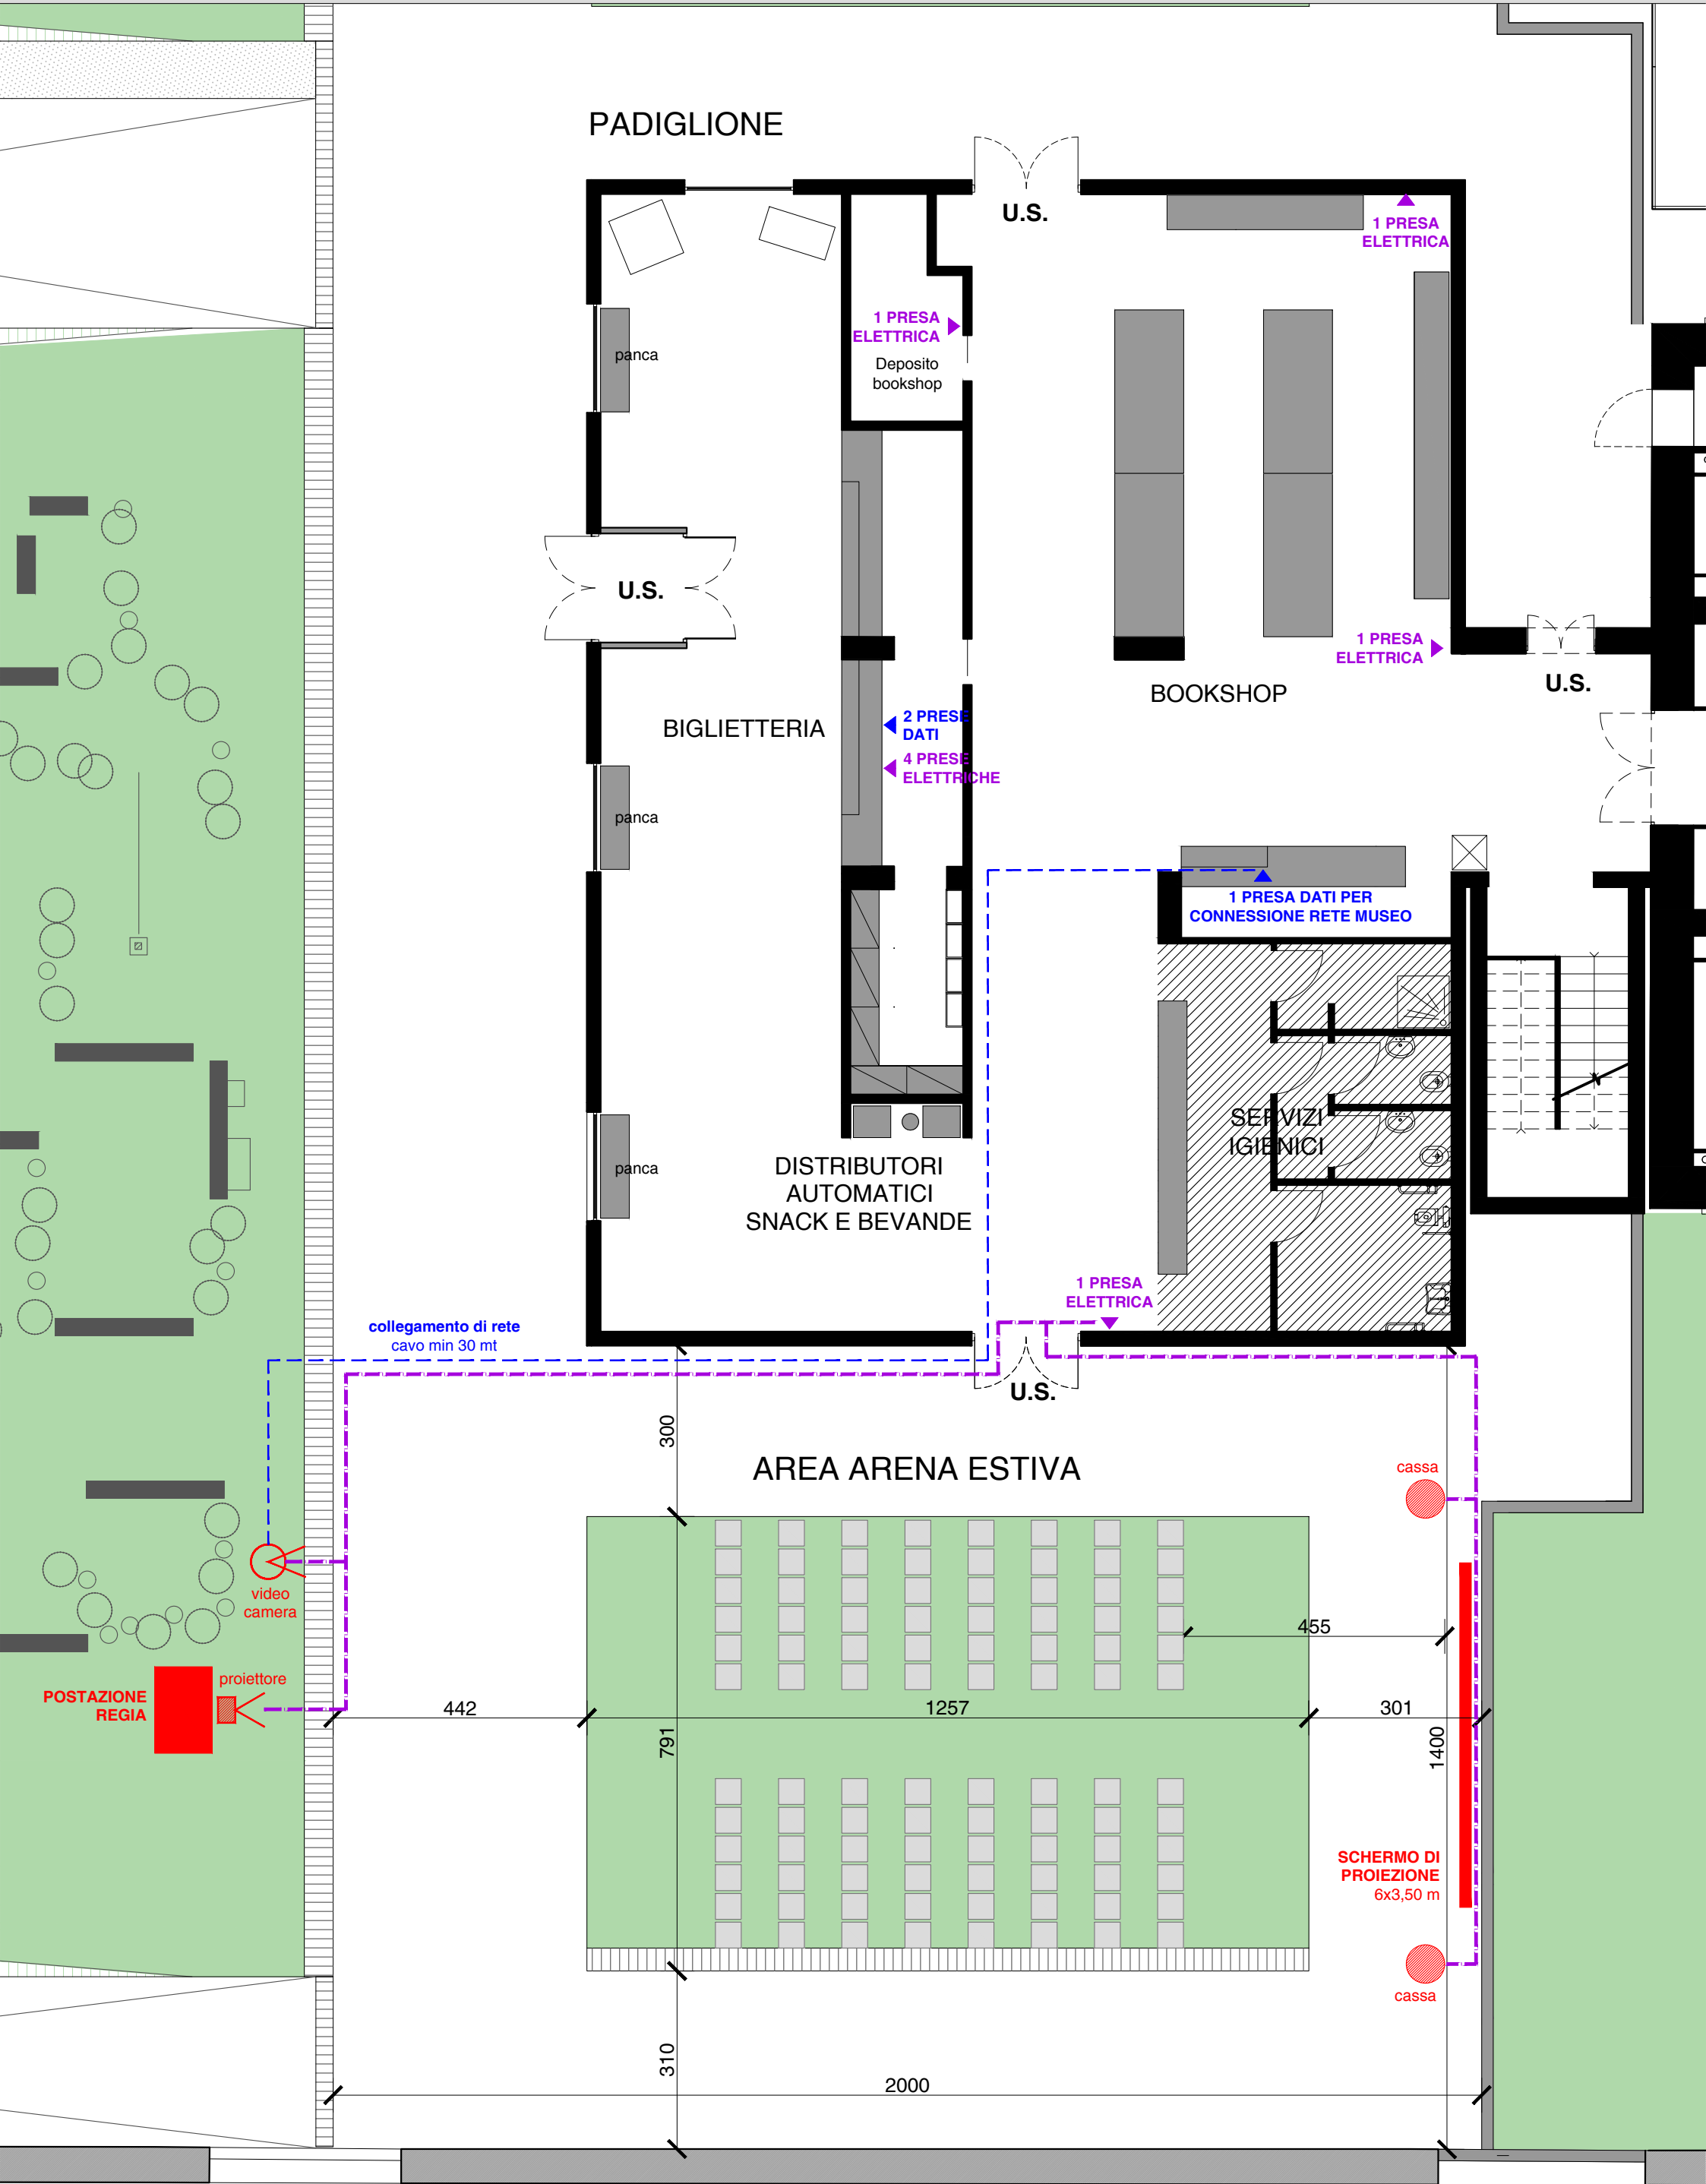 PADIGLIONE
U.S.
1 PRESA
ELETTRICA
1 PRESA
ELETTRICA
Deposito
bookshop
panca
U.S.
1 PRESA
ELETTRICA
U.S.
BOOKSHOP
BIGLIETTERIA
2 PRESE
DATI
4 PRESE
ELETTRICHE
panca
1 PRESA DATI PER
CONNESSIONE RETE MUSEO
SERVIZI
IGIENICI
panca
DISTRIBUTORI
AUTOMATICI
SNACK E BEVANDE
1 PRESA
ELETTRICA
collegamento di rete
cavo min 30 mt
U.S.
300
AREA ARENA ESTIVA
cassa
video
camera
455
proiettore
POSTAZIONE
REGIA
442
1257
301
791
1400
SCHERMO DI
PROIEZIONE
6x3,50 m
cassa
310
2000